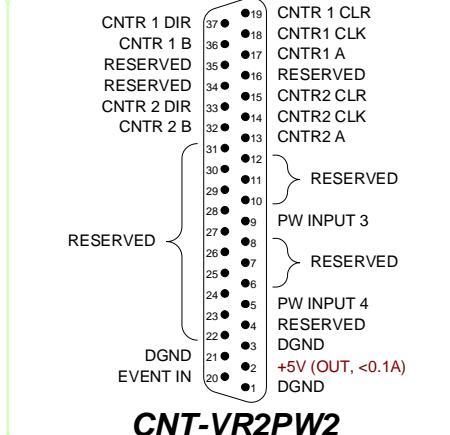 CNTR 1 DIR 37 19 CNTR 1 CLR
CNTR 1 B 36 18 CNTR1 CLK
RESERVED 35 17 CNTR1 A
RESERVED 34 16 RESERVED
CNTR 2 DIR 33 15 CNTR2 CLR
CNTR 2 B 32 14 CNTR2 CLK
31 13 CNTR2 A
30 12
29 11 RESERVED
28 10
27 9 PW INPUT 3
RESERVED
26 8
25 7 RESERVED
24 6
23 5 PW INPUT 4
22 4 RESERVED
DGND 21 3 DGND
EVENT IN 20 2 +5V (OUT, <0.1A)
1 DGND
CNT-VR2PW2